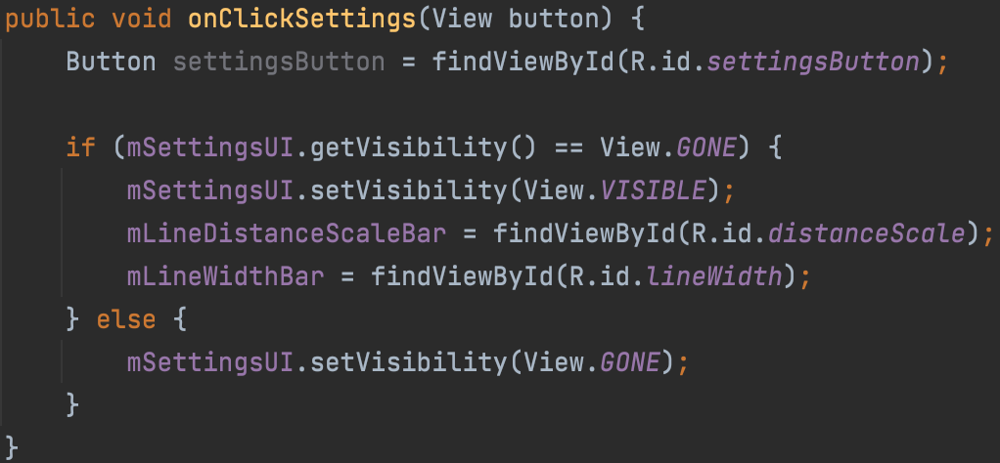 public void onClickSettings(View button) {
    Button settingsButton = findViewById(R.id.settingsButton);

    if (mSettingsUI.getVisibility() == View.GONE) {
        mSettingsUI.setVisibility(View.VISIBLE);
        mLineDistanceScaleBar = findViewById(R.id.distanceScale);
        mLineWidthBar = findViewById(R.id.lineWidth);
    } else {
        mSettingsUI.setVisibility(View.GONE);
    }
}